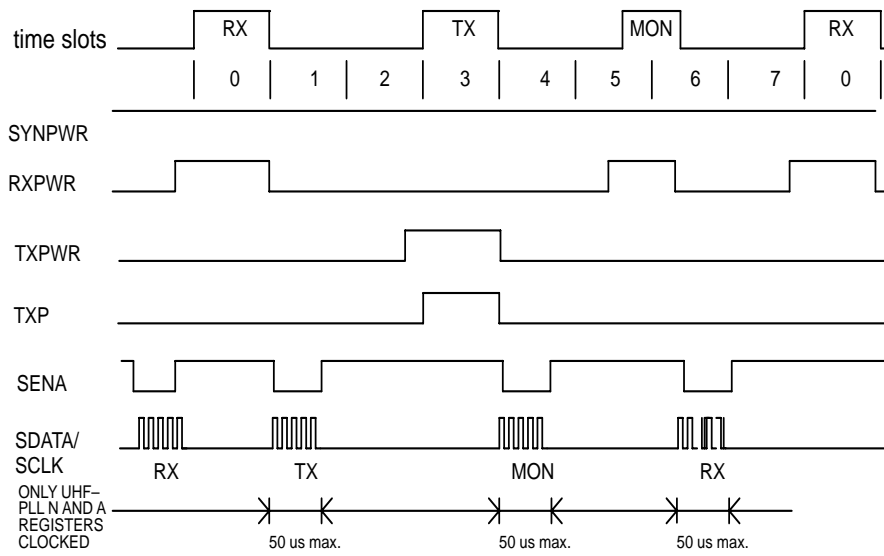 time slots RX TX MON RX
0 1 2 3 4 5 6 7 0
SYNPWR
RXPWR
TXPWR
TXP
SENA
SDATA/
SCLK
RX TX MON RX
ONLY UHF–
PLL N AND A
REGISTERS
CLOCKED
50 us max. 50 us max. 50 us max.